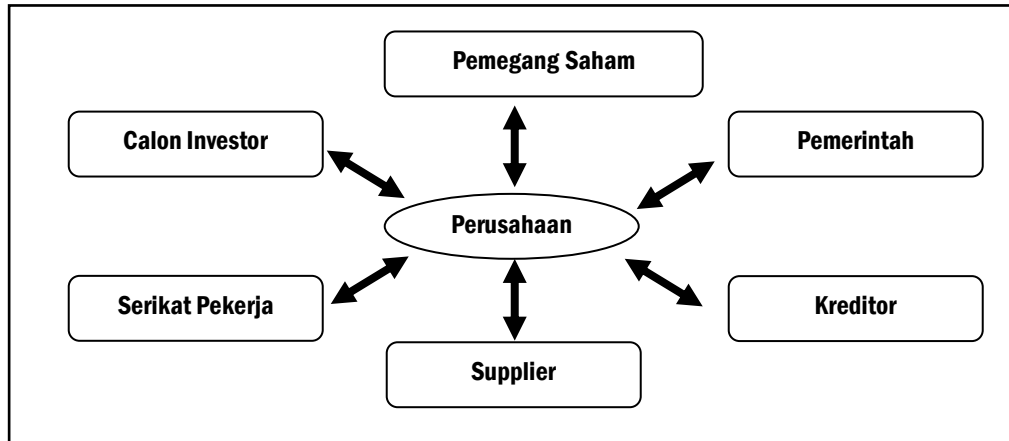 Pemegang Saham
Calon Investor
Pemerintah
Perusahaan
Serikat Pekerja
Kreditor
Supplier